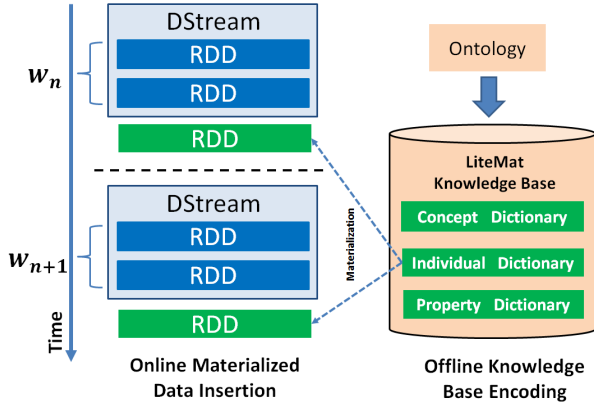 DStream
RDD
RDD
w_n
RDD
DStream
RDD
RDD
w_{n+1}
RDD
Time
Online Materialized
Data Insertion
Materialization
Ontology
LiteMat
Knowledge Base
Concept Dictionary
Individual Dictionary
Property Dictionary
Offline Knowledge
Base Encoding